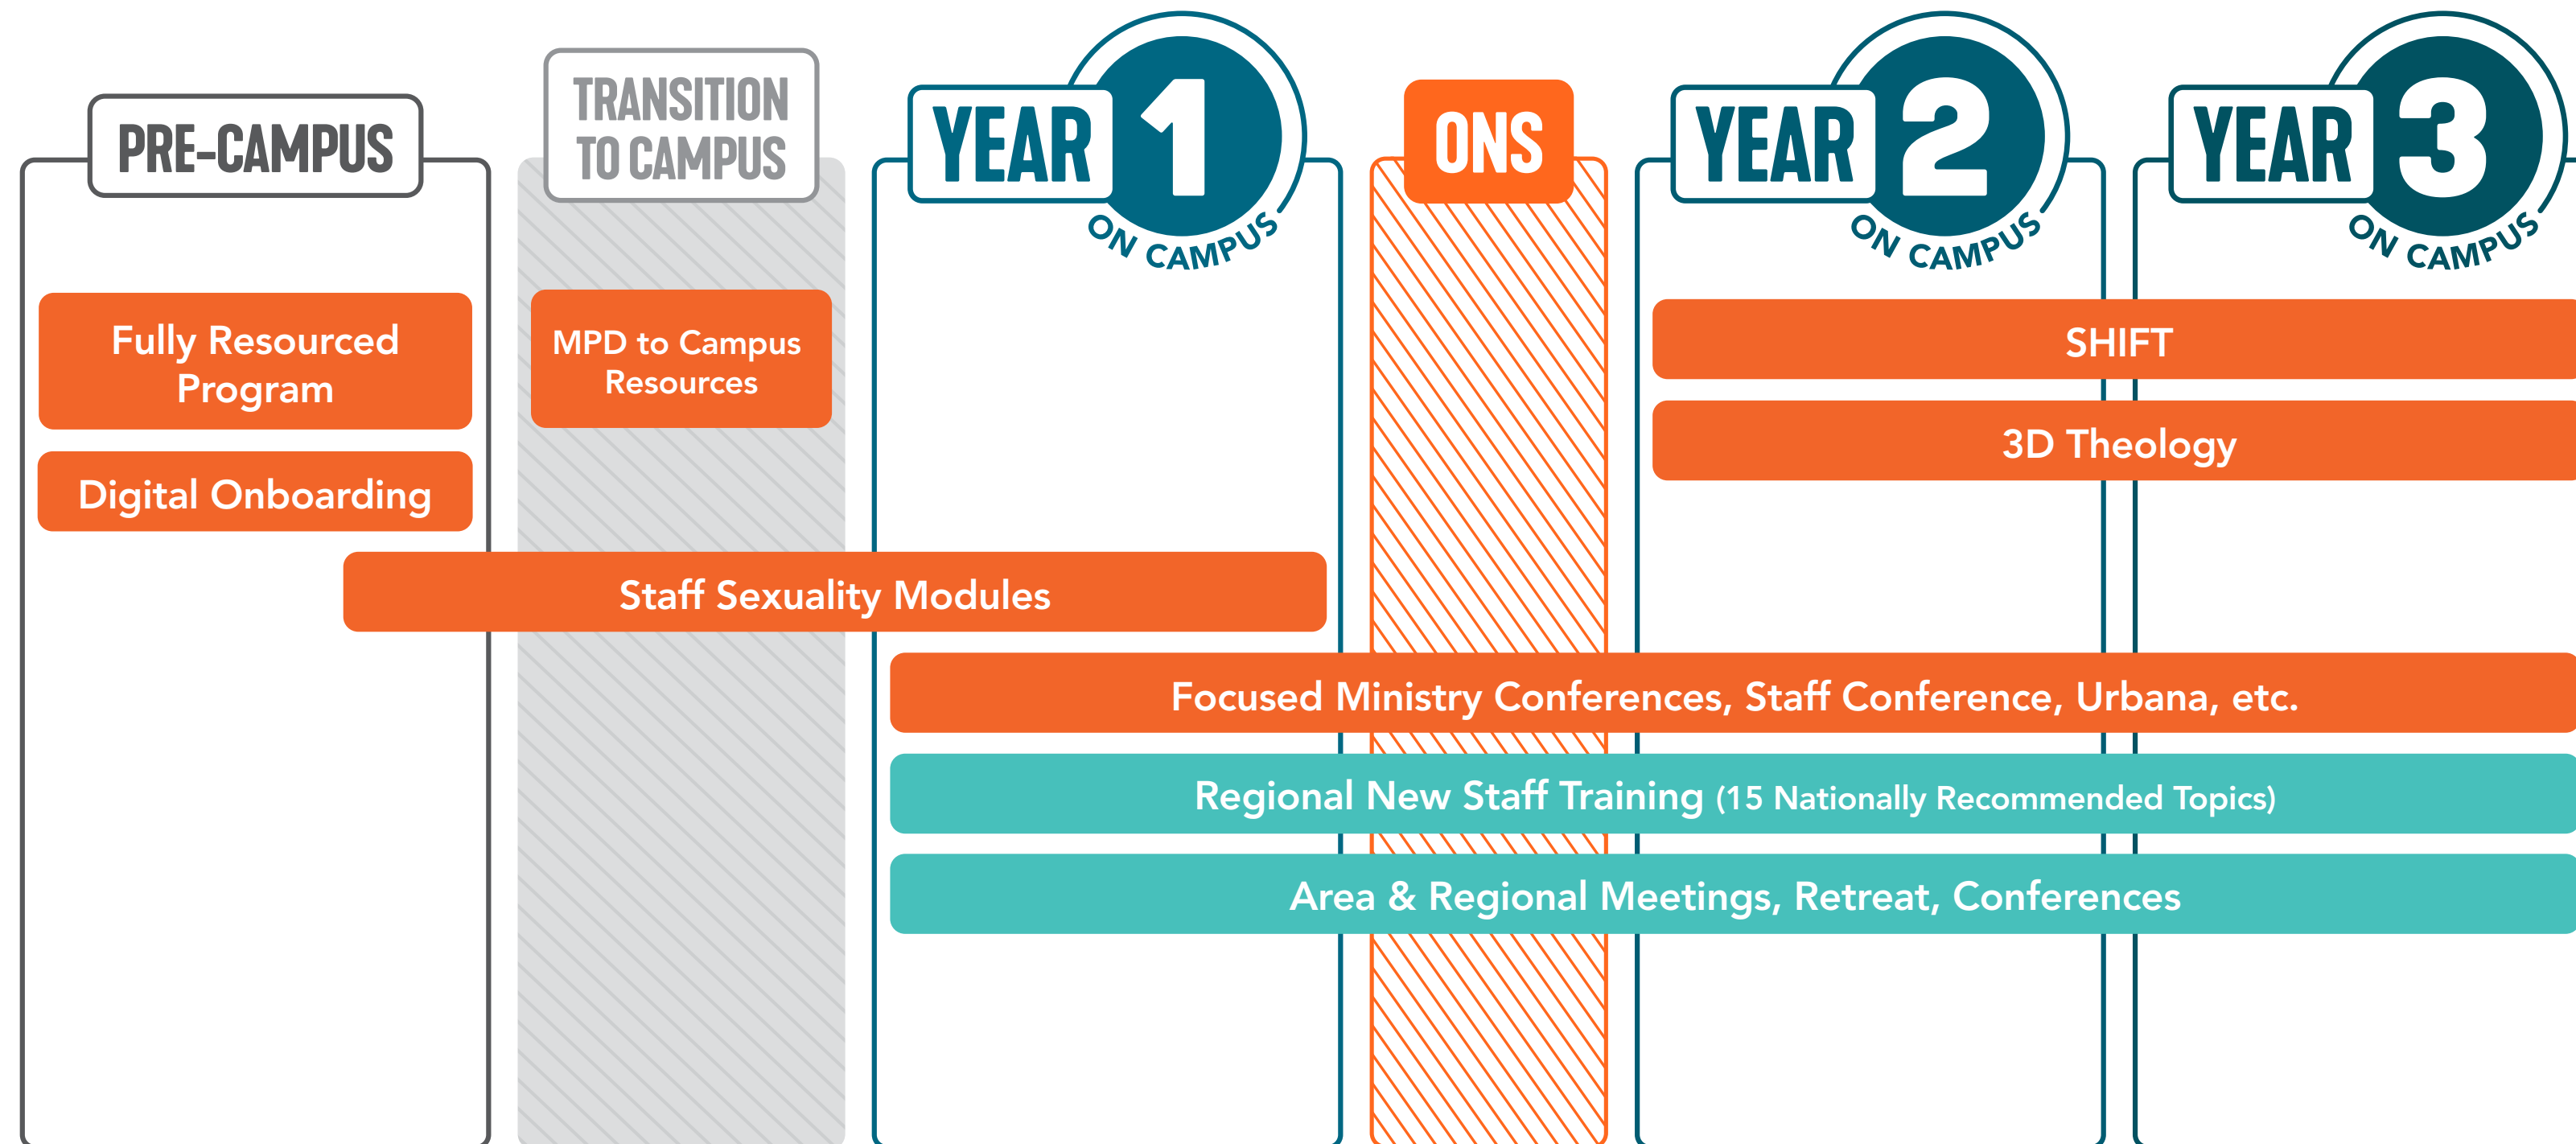 PRE-CAMPUS
TRANSITION
TO CAMPUS
YEAR 1
ON CAMPUS
ONS
YEAR 2
ON CAMPUS
YEAR 3
ON CAMPUS
Fully Resourced
Program
MPD to Campus
Resources
SHIFT
3D Theology
Digital Onboarding
Staff Sexuality Modules
Focused Ministry Conferences, Staff Conference, Urbana, etc.
Regional New Staff Training (15 Nationally Recommended Topics)
Area & Regional Meetings, Retreat, Conferences